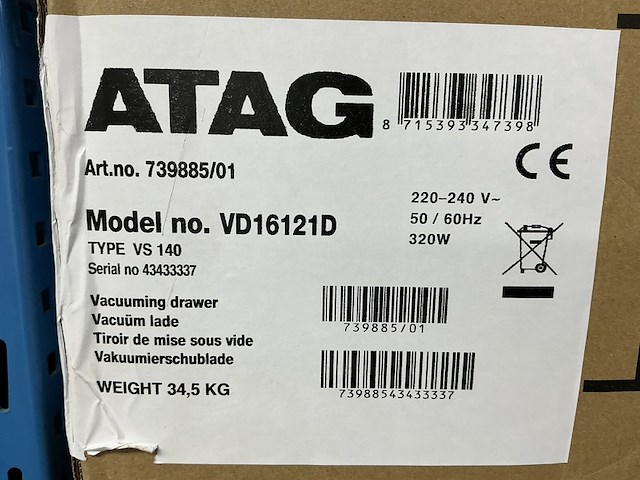 ATAG
8 715393 347398
Art.no. 739885/01
CE
Model no. VD16121D
TYPE VS 140
Serial no 43433337
220-240 V~
50 / 60Hz
320W
Vacuuming drawer
Vacuüm lade
Tiroir de mise sous vide
Vakuumierschublade
739885/01
WEIGHT 34,5 KG
73988543433337